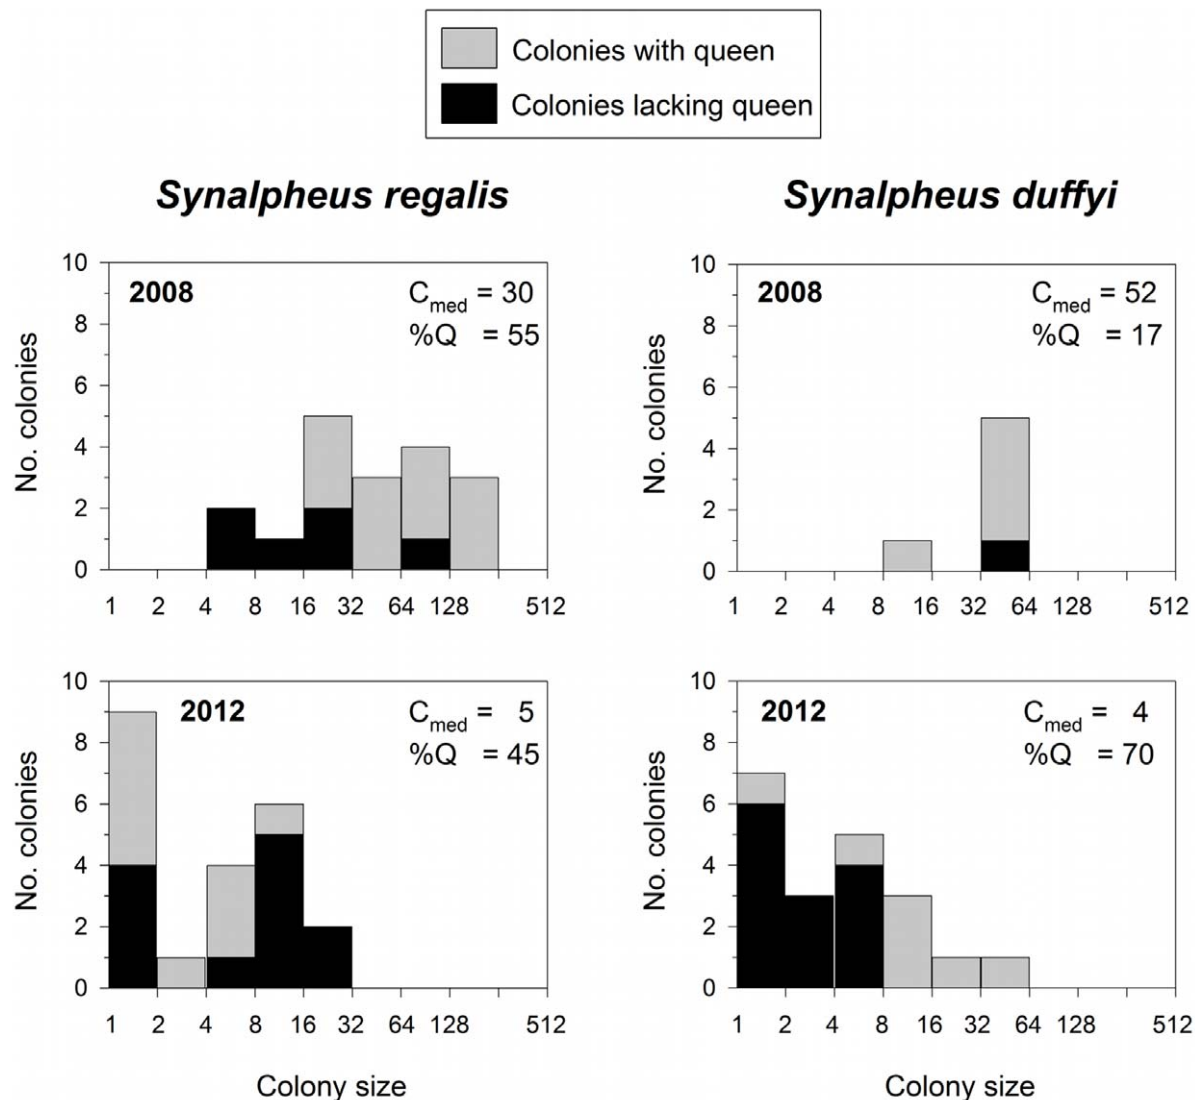 Colonies with queen
Colonies lacking queen
Synalpheus regalis
Synalpheus duffyi
No. colonies
10
8
6
4
2
0
2008
C_med = 30
%Q = 55
1 2 4 8 16 32 64 128 512
No. colonies
10
8
6
4
2
0
2008
C_med = 52
%Q = 17
1 2 4 8 16 32 64 128 512
No. colonies
10
8
6
4
2
0
2012
C_med = 5
%Q = 45
1 2 4 8 16 32 64 128 512
Colony size
No. colonies
10
8
6
4
2
0
2012
C_med = 4
%Q = 70
1 2 4 8 16 32 64 128 512
Colony size